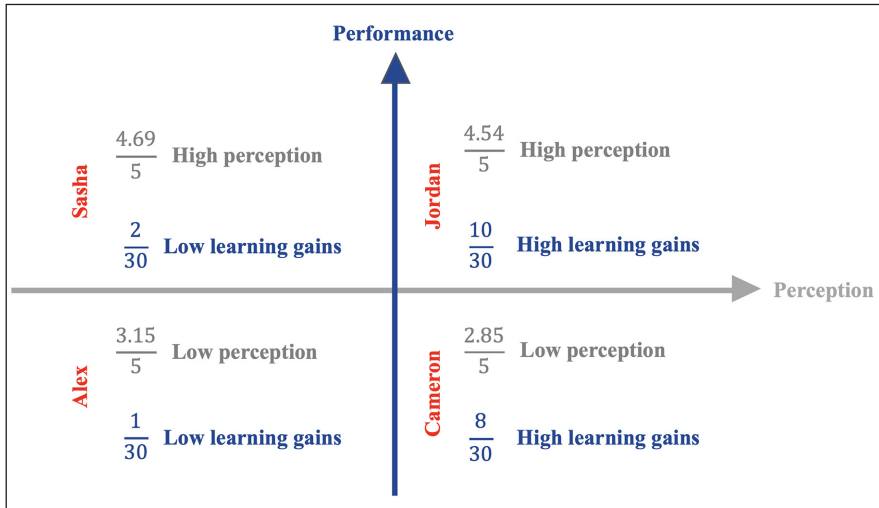 Performance
Sasha
4.69
5
High perception
2
30
Low learning gains
Jordan
4.54
5
High perception
10
30
High learning gains
Perception
Alex
3.15
5
Low perception
1
30
Low learning gains
Cameron
2.85
5
Low perception
8
30
High learning gains